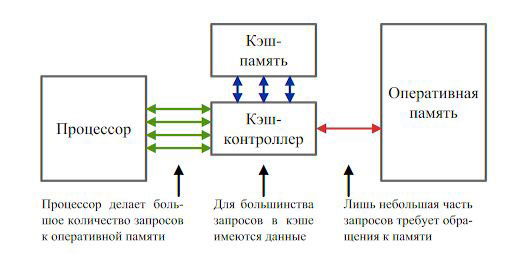 Кэш-
память
Процессор
Кэш-
контроллер
Оперативная
память
Процессор делает боль-
шое количество запросов
к оперативной памяти
Для большинства
запросов в кэше
имеются данные
Лишь небольшая часть
запросов требует обра-
щения к памяти